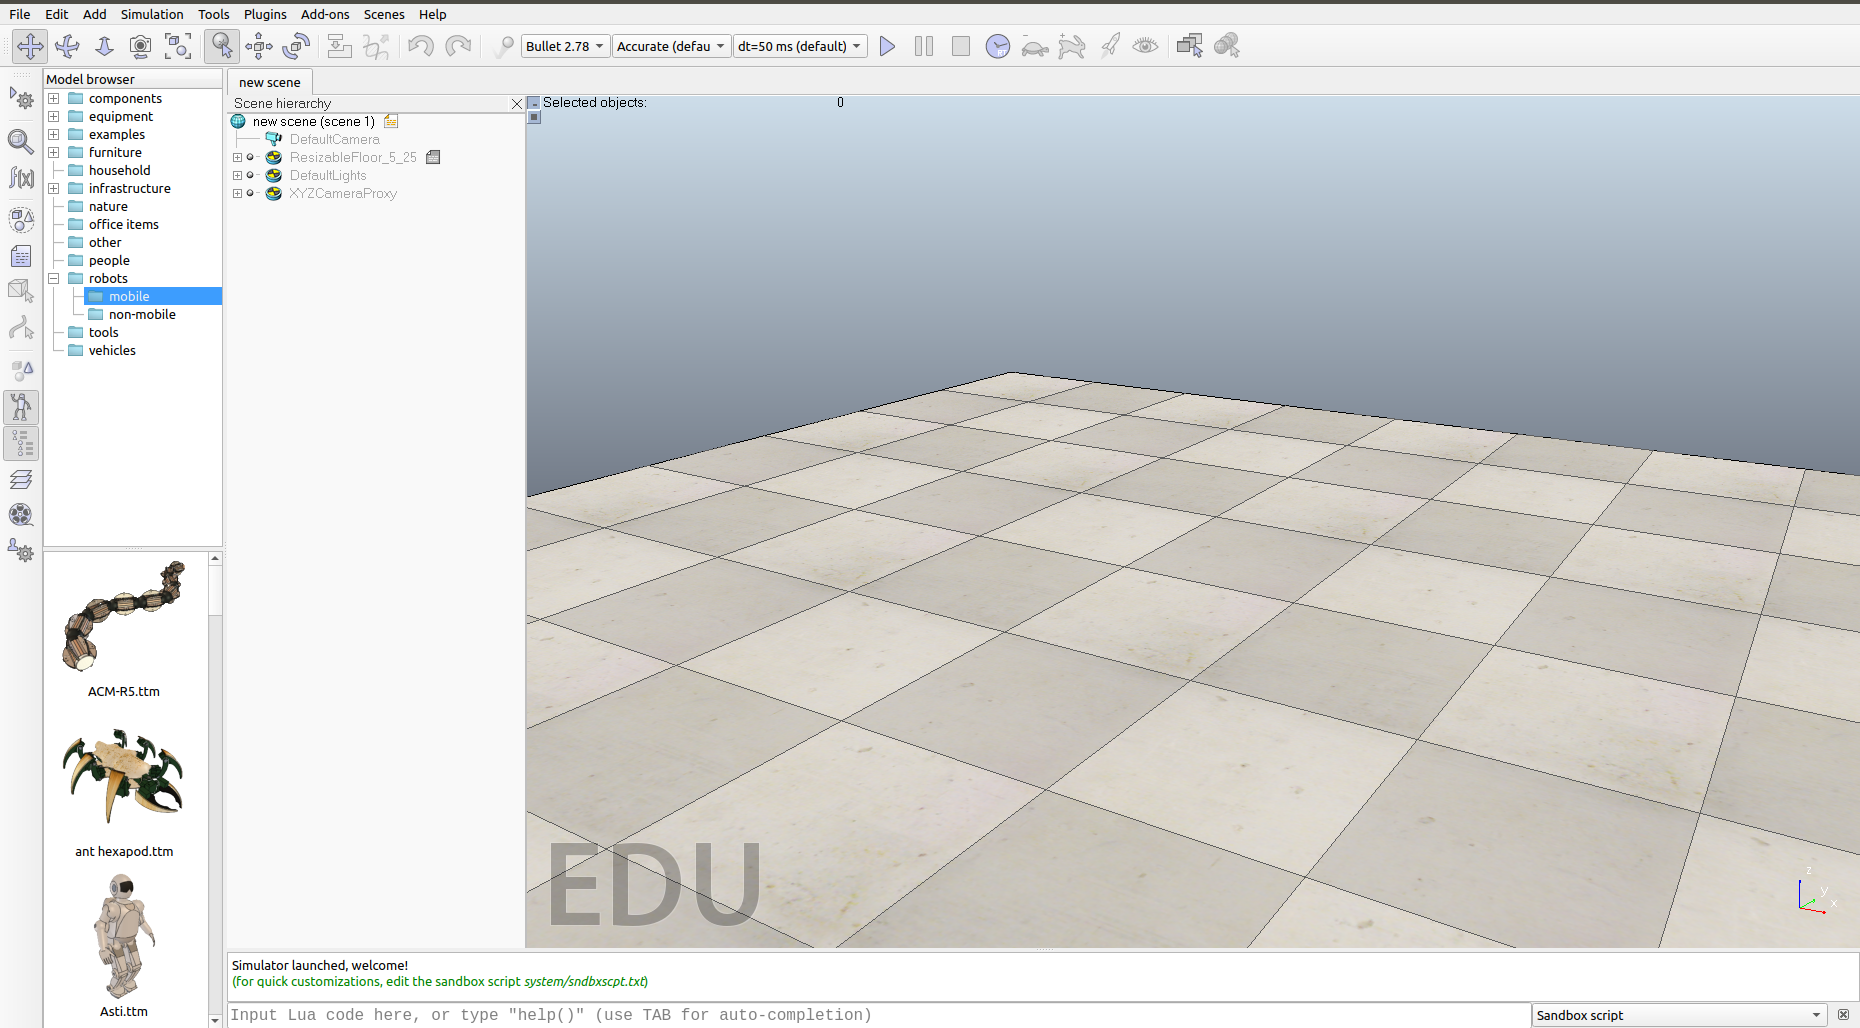 File Edit Add Simulation Tools Plugins Add-ons Scenes Help
Bullet 2.78 Accurate (defau dt=50 ms (default)
Model browser
components
equipment
examples
furniture
household
infrastructure
nature
office items
other
people
robots
mobile
non-mobile
tools
vehicles
ACM-R5.ttm
ant hexapod.ttm
Asti.ttm
new scene
Scene hierarchy
new scene (scene 1)
DefaultCamera
ResizableFloor_5_25
DefaultLights
XYZCameraProxy
Selected objects: 0
EDU
z
y
x
Simulator launched, welcome!
(for quick customizations, edit the sandbox script system/sndbxscpt.txt)
Input Lua code here, or type "help()" (use TAB for auto-completion)
Sandbox script